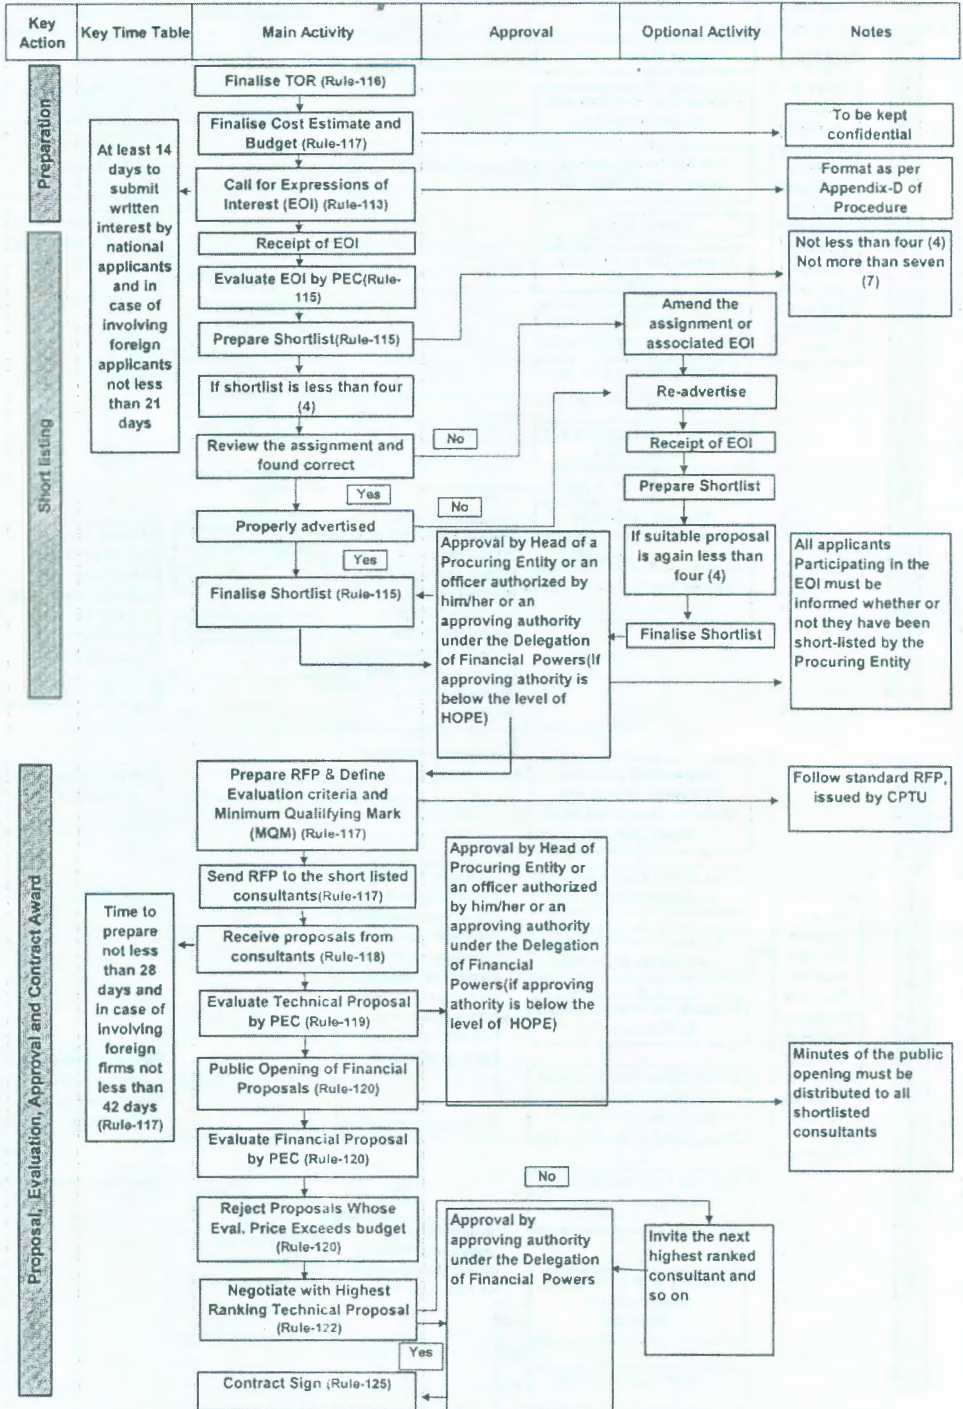 Key
Action
Key Time Table
Main Activity
Approval
Optional Activity
Notes
Preparation
Finalise TOR (Rule-116)
Finalise Cost Estimate and
Budget (Rule-117)
To be kept
confidential
At least 14
days to
submit
written
interest by
national
applicants
and in
case of
involving
foreign
applicants
not less
than 21
days
Call for Expressions of
Interest (EOI) (Rule-113)
Format as per
Appendix-D of
Procedure
Short listing
Receipt of EOI
Evaluate EOI by PEC(Rule-
115)
Not less than four (4)
Not more than seven
(7)
Prepare Shortlist(Rule-115)
Amend the
assignment or
associated EOI
If shortlist is less than four
(4)
Re-advertise
Review the assignment and
found correct
No
Receipt of EOI
Yes
Prepare Shortlist
Properly advertised
No
If suitable proposal
is again less than
four (4)
Yes
Finalise Shortlist (Rule-115)
Approval by Head of a
Procuring Entity or an
officer authorized by
him/her or an
approving authority
under the Delegation
of Financial Powers(If
approving athority is
below the level of
HOPE)
Finalise Shortlist
All applicants
Participating in the
EOI must be
informed whether or
not they have been
short-listed by the
Procuring Entity
Proposal, Evaluation, Approval and Contract Award
Prepare RFP & Define
Evaluation criteria and
Minimum Qualifying Mark
(MQM) (Rule-117)
Follow standard RFP,
issued by CPTU
Send RFP to the short listed
consultants(Rule-117)
Approval by Head of
Procuring Entity or
an officer authorized
by him/her or an
approving authority
under the Delegation
of Financial
Powers(if approving
athority is below the
level of HOPE)
Time to
prepare
not less
than 28
days and
in case of
involving
foreign
firms not
less than
42 days
(Rule-117)
Receive proposals from
consultants (Rule-118)
Evaluate Technical Proposal
by PEC (Rule-119)
Public Opening of Financial
Proposals (Rule-120)
Minutes of the public
opening must be
distributed to all
shortlisted
consultants
Evaluate Financial Proposal
by PEC (Rule-120)
No
Reject Proposals Whose
Eval. Price Exceeds budget
(Rule-120)
Approval by
approving authority
under the Delegation
of Financial Powers
Invite the next
highest ranked
consultant and
so on
Negotiate with Highest
Ranking Technical Proposal
(Rule-122)
Yes
Contract Sign (Rule-125)